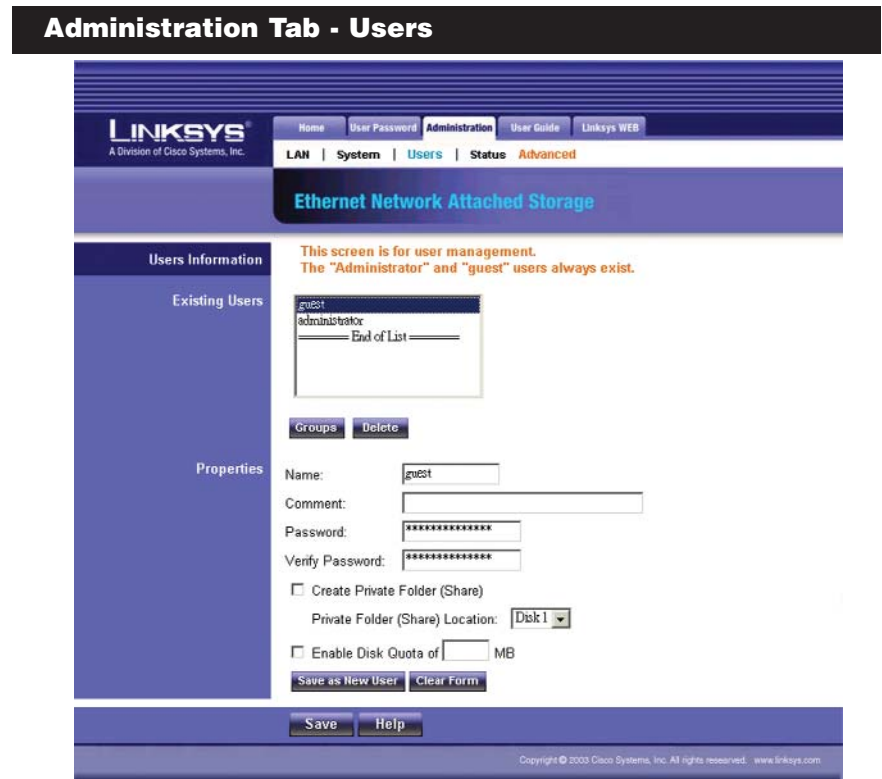 Administration Tab - Users
LINKSYS®
A Division of Cisco Systems, Inc.
Home User Password Administration User Guide Linksys WEB
LAN | System | Users | Status Advanced
Ethernet Network Attached Storage
Users Information
This screen is for user management.
The "Administrator" and "guest" users always exist.
Existing Users
guest
administrator
End of List
Groups Delete
Properties
Name: guest
Comment:
Password: **************
Verify Password: **************
Create Private Folder (Share)
Private Folder (Share) Location: Disk 1
Enable Disk Quota of MB
Save as New User Clear Form
Save Help
Copyright © 2003 Cisco Systems, Inc. All rights researved. www.linksys.com